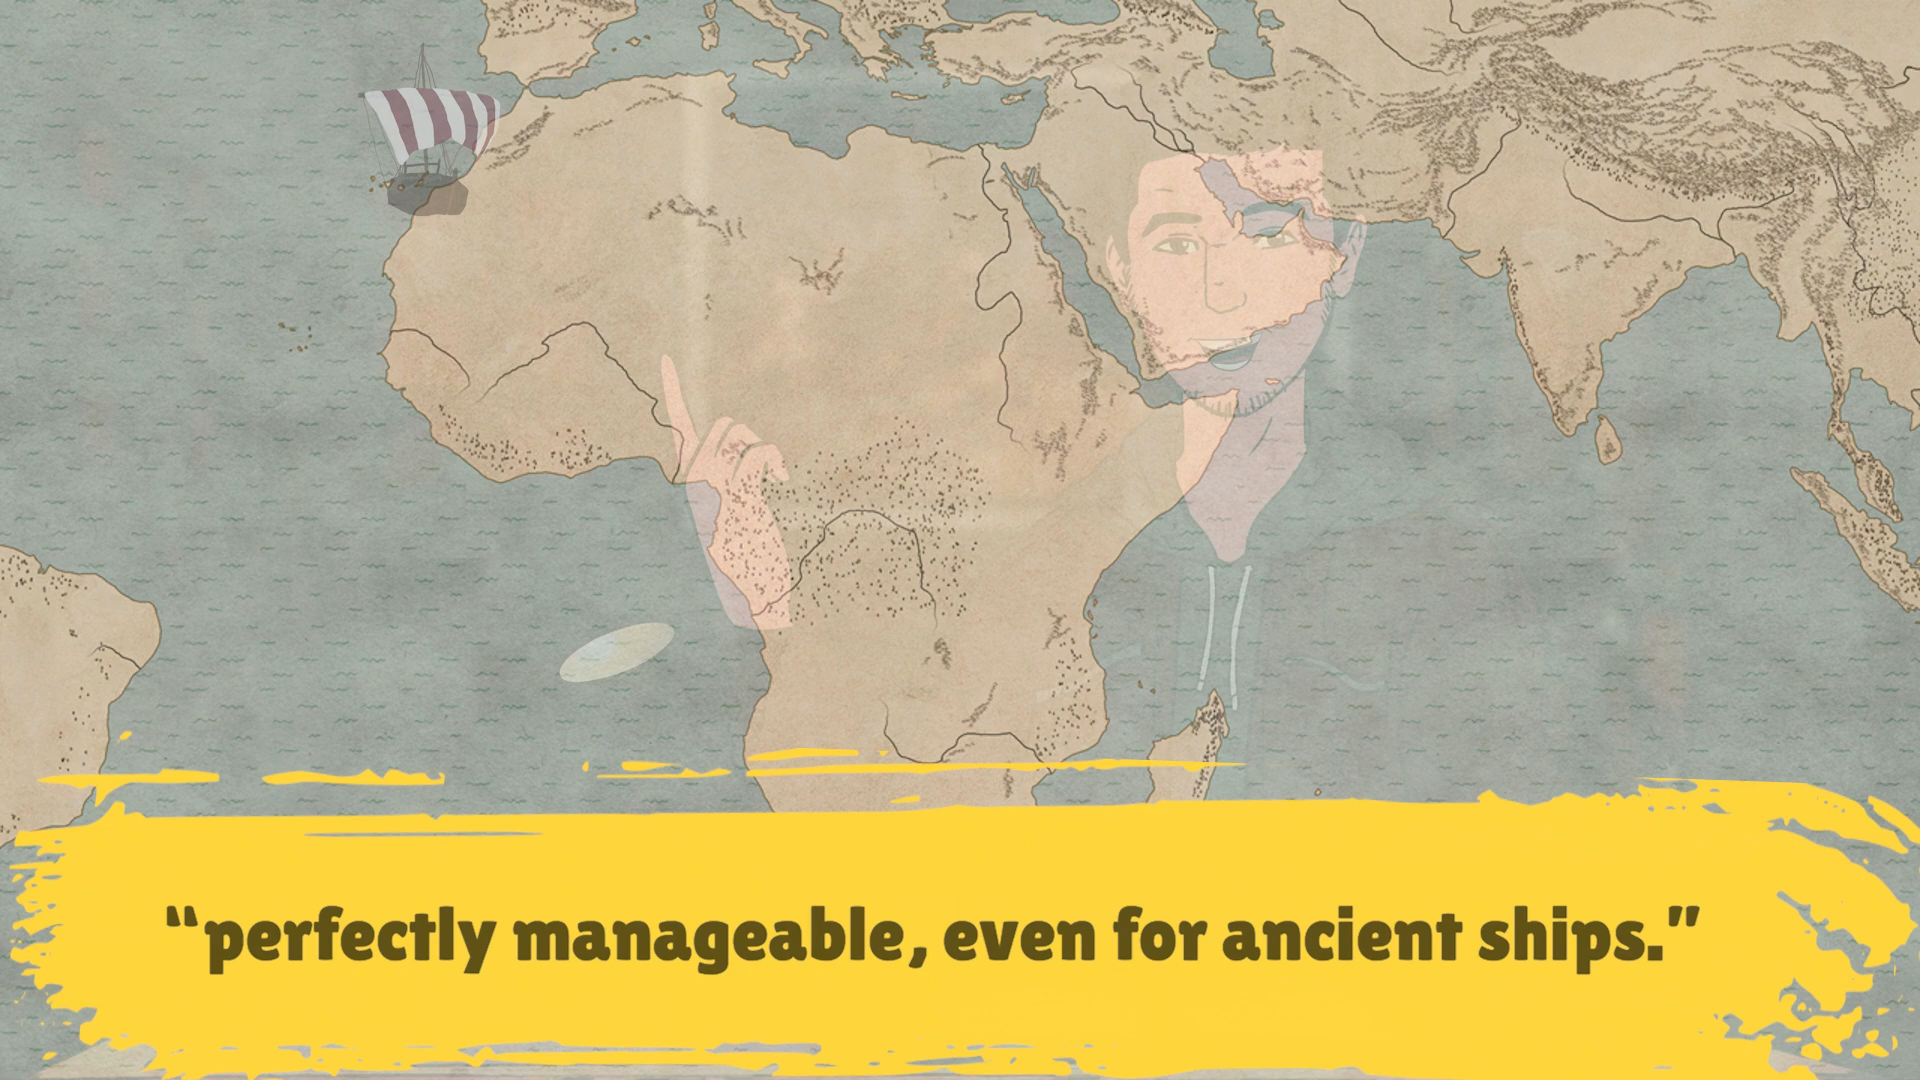 “perfectly manageable, even for ancient ships.”